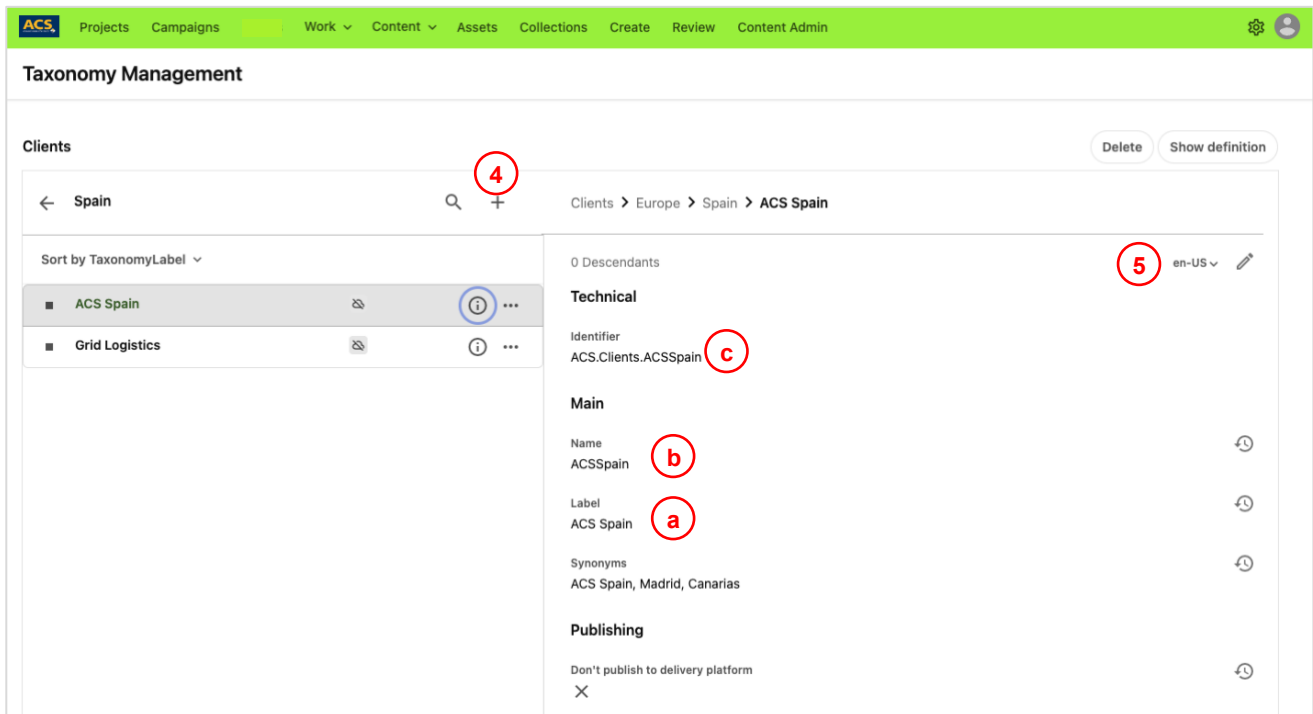 ACS Projects Campaigns Work Content Assets Collections Create Review Content Admin
Taxonomy Management
Clients
Delete Show definition
4
Spain
Clients > Europe > Spain > ACS Spain
Sort by TaxonomyLabel
0 Descendants
5 en-US
ACS Spain
Technical
Grid Logistics
Identifier
ACS.Clients.ACSSpain c
Main
Name
ACSSpain b
Label
ACS Spain a
Synonyms
ACS Spain, Madrid, Canarias
Publishing
Don't publish to delivery platform